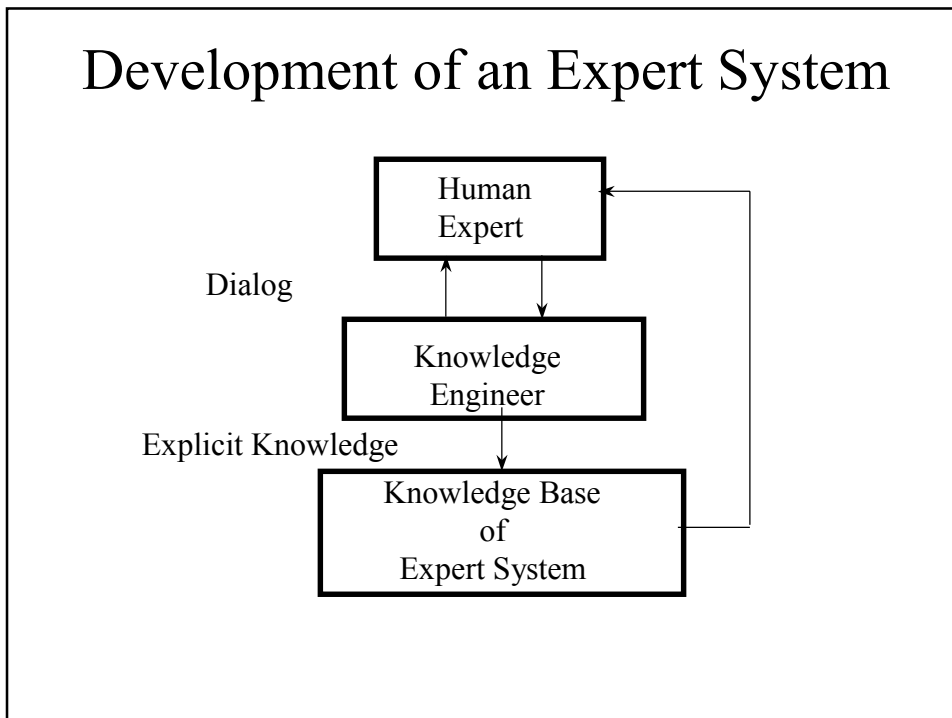 Development of an Expert System
Human
Expert
Dialog
Knowledge
Engineer
Explicit Knowledge
Knowledge Base
of
Expert System